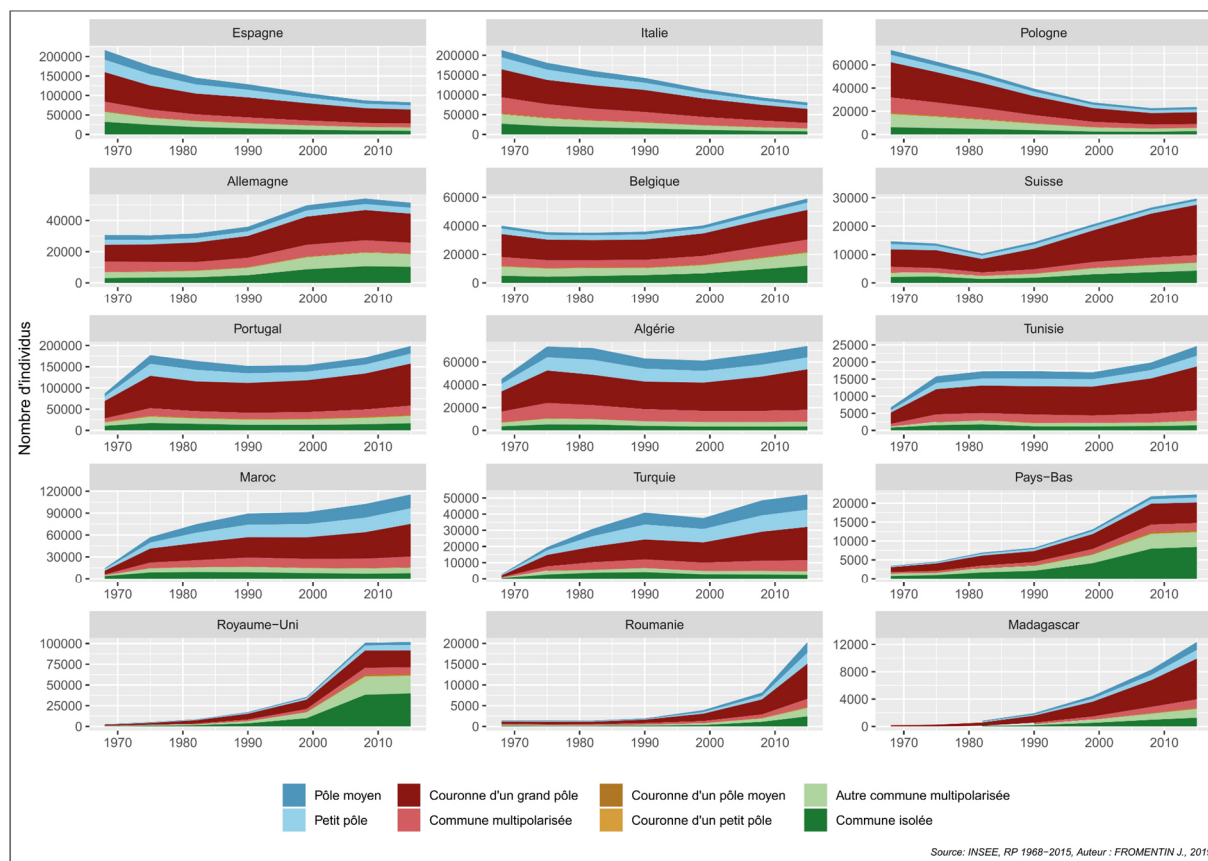 Espagne
Italie
Pologne
200000
150000
100000
50000
0
1970 1980 1990 2000 2010
200000
150000
100000
50000
0
1970 1980 1990 2000 2010
60000
40000
20000
0
1970 1980 1990 2000 2010
Allemagne
Belgique
Suisse
40000
20000
0
1970 1980 1990 2000 2010
60000
40000
20000
0
1970 1980 1990 2000 2010
30000
20000
10000
0
1970 1980 1990 2000 2010
Nombre d'individus
Portugal
Algérie
Tunisie
200000
150000
100000
50000
0
1970 1980 1990 2000 2010
60000
40000
20000
0
1970 1980 1990 2000 2010
25000
20000
15000
10000
5000
0
1970 1980 1990 2000 2010
Maroc
Turquie
Pays−Bas
120000
90000
60000
30000
0
1970 1980 1990 2000 2010
50000
40000
30000
20000
10000
0
1970 1980 1990 2000 2010
20000
15000
10000
5000
0
1970 1980 1990 2000 2010
Royaume−Uni
Roumanie
Madagascar
100000
75000
50000
25000
0
1970 1980 1990 2000 2010
20000
15000
10000
5000
0
1970 1980 1990 2000 2010
12000
8000
4000
0
1970 1980 1990 2000 2010
Pôle moyen
Petit pôle
Couronne d'un grand pôle
Commune multipolarisée
Couronne d'un pôle moyen
Couronne d'un petit pôle
Autre commune multipolarisée
Commune isolée
Source: INSEE, RP 1968−2015, Auteur : FROMENTIN J., 2019